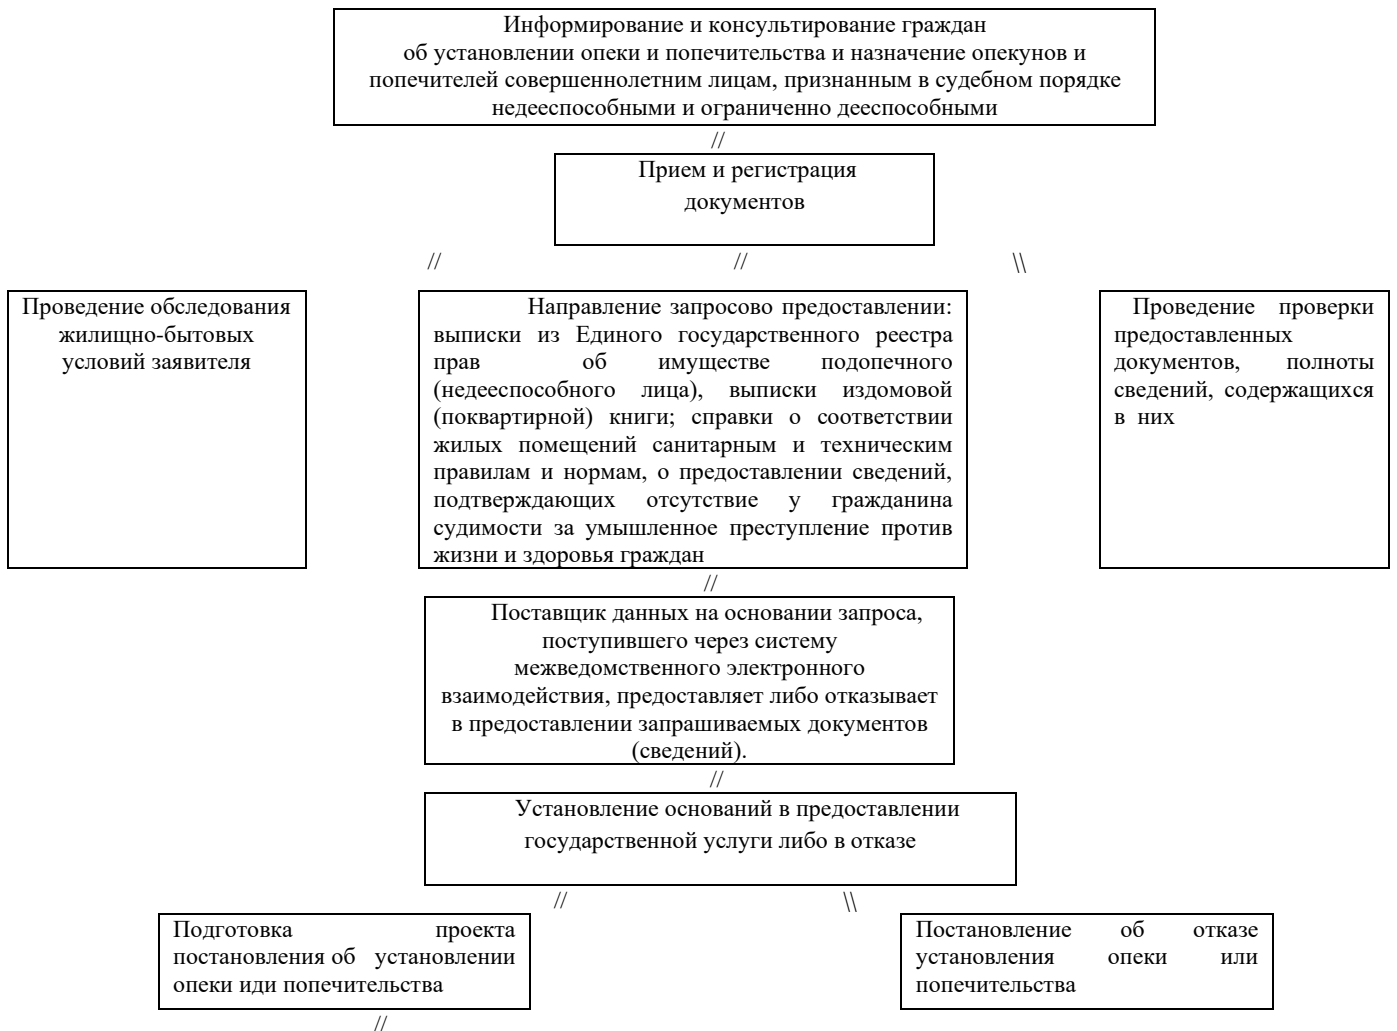 Информирование и консультирование граждан
об установлении опеки и попечительства и назначение опекунов и
попечителей совершеннолетним лицам, признанным в судебном порядке
недееспособными и ограниченно дееспособными
//
Прием и регистрация
документов
// // \\
Проведение обследования
жилищно-бытовых
условий заявителя
Направление запросово предоставлении:
выписки из Единого государственного реестра
прав об имуществе подопечного
(недееспособного лица), выписки издомовой
(поквартирной) книги; справки о соответствии
жилых помещений санитарным и техническим
правилам и нормам, о предоставлении сведений,
подтверждающих отсутствие у гражданина
судимости за умышленное преступление против
жизни и здоровья граждан
Проведение проверки
предоставленных
документов, полноты
сведений, содержащихся
в них
//
Поставщик данных на основании запроса,
поступившего через систему
межведомственного электронного
взаимодействия, предоставляет либо отказывает
в предоставлении запрашиваемых документов
(сведений).
//
Установление оснований в предоставлении
государственной услуги либо в отказе
// \\
Подготовка проекта
постановления об установлении
опеки иди попечительства
Постановление об отказе
установления опеки или
попечительства
//